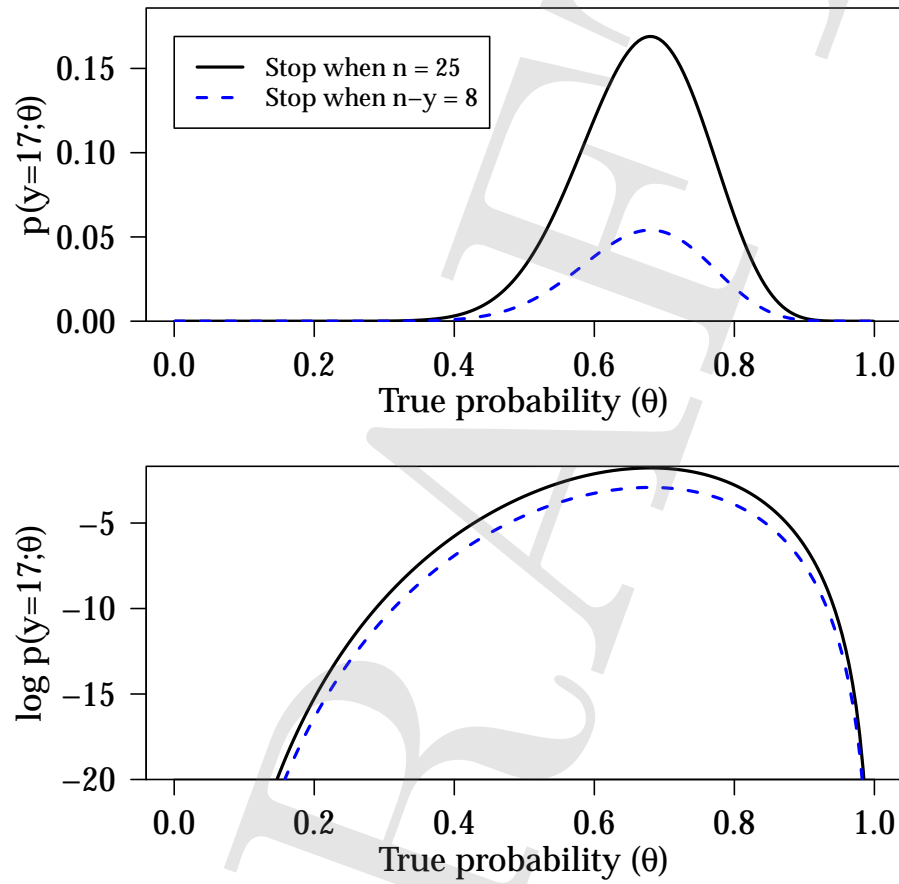 p(y=17;θ)
0.15
0.10
0.05
0.00
Stop when n = 25
Stop when n−y = 8
0.0 0.2 0.4 0.6 0.8 1.0
True probability (θ)
log p(y=17;θ)
−5
−10
−15
−20
0.0 0.2 0.4 0.6 0.8 1.0
True probability (θ)